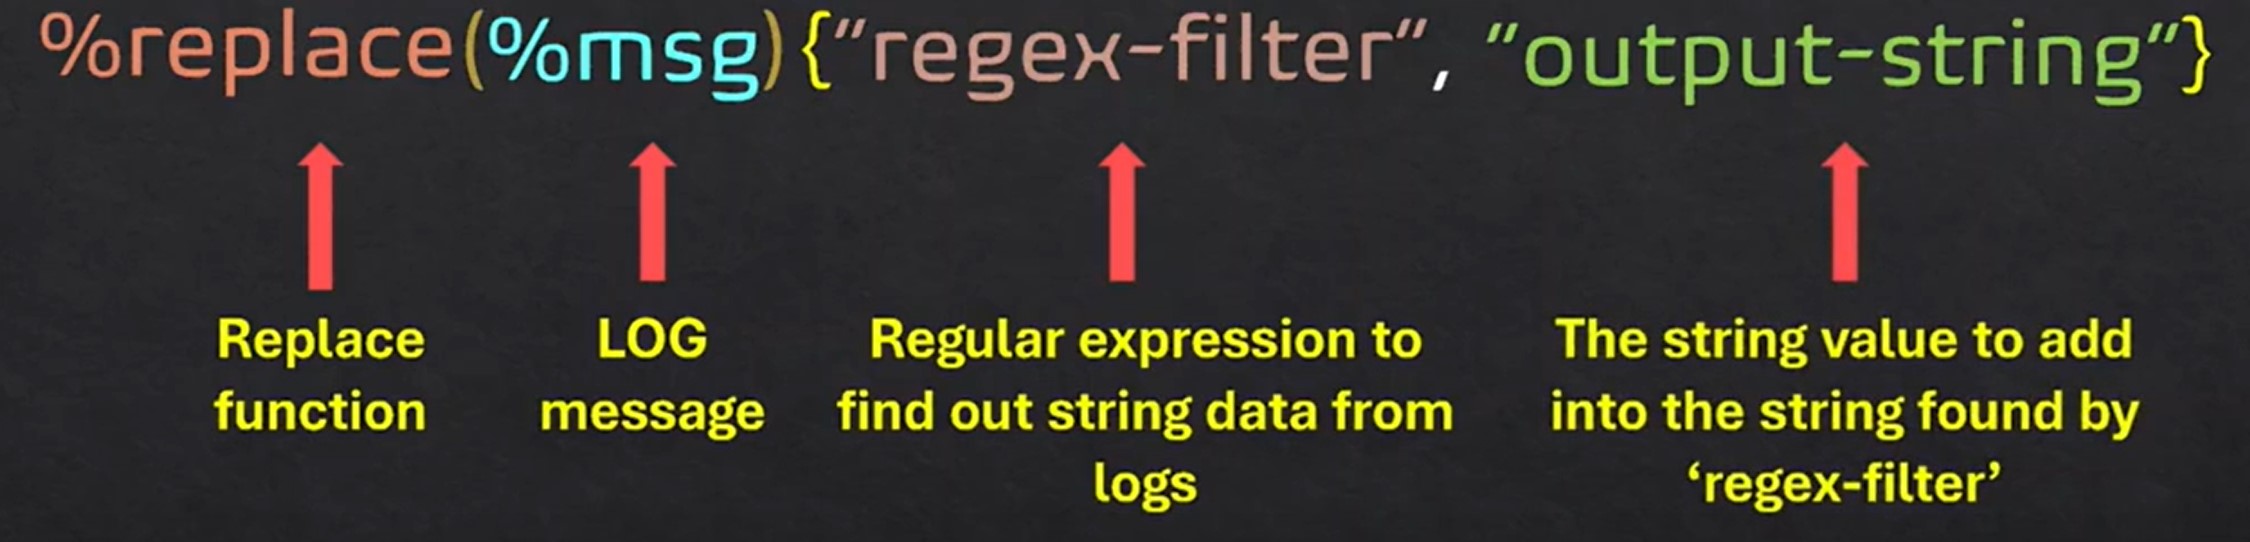 %replace(%msg){"regex-filter", "output-string"}
Replace
function
LOG
message
Regular expression to
find out string data from
logs
The string value to add
into the string found by
‘regex-filter’